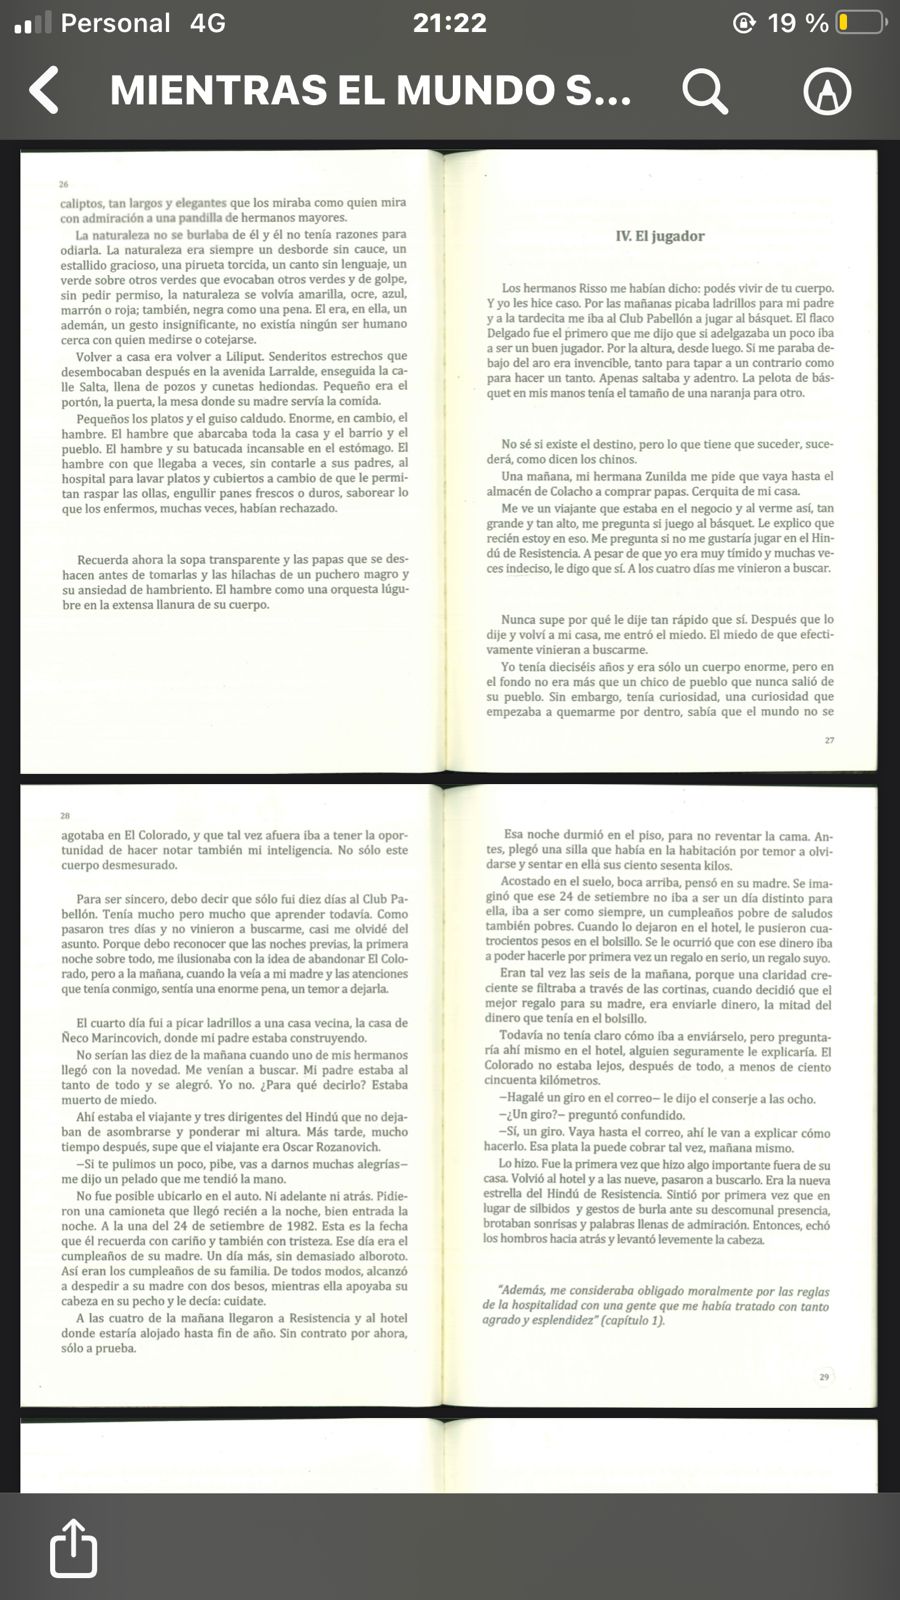 Personal 4G
21:22
19 %
MIENTRAS EL MUNDO S...
26
caliptos, tan largos y elegantes que los miraba como quien mira
con admiración a una pandilla de hermanos mayores.
La naturaleza no se burlaba de él y él no tenía razones para
odiarla. La naturaleza era siempre un desborde sin cauce, un
estallido gracioso, una pirueta torcida, un canto sin lenguaje, un
verde sobre otros verdes que evocaban otros verdes y de golpe,
sin pedir permiso, la naturaleza se volvía amarilla, ocre, azul,
marrón o roja; también, negra como una pena. El era, en ella, un
ademán, un gesto insignificante, no existía ningún ser humano
cerca con quien medirse o cotejarse.
Volver a casa era volver a Liliput. Senderitos estrechos que
desembocaban después en la avenida Larralde, enseguida la ca-
lle Salta, llena de pozos y cunetas hediondas. Pequeño era el
portón, la puerta, la mesa donde su madre servía la comida.
Pequeños los platos y el guiso caldudo. Enorme, en cambio, el
hambre. El hambre que abarcaba toda la casa y el barrio y el
pueblo. El hambre y su batucada incansable en el estómago. El
hambre con que llegaba a veces, sin contarle a sus padres, al
hospital para lavar platos y cubiertos a cambio de que le permi-
tan raspar las ollas, engullir panes frescos o duros, saborear lo
que los enfermos, muchas veces, habían rechazado.
Recuerda ahora la sopa transparente y las papas que se des-
hacen antes de tomarlas y las hilachas de un puchero magro y
su ansiedad de hambriento. El hambre como una orquesta lúgu-
bre en la extensa llanura de su cuerpo.
IV. El jugador
Los hermanos Risso me habían dicho: podés vivir de tu cuerpo.
Y yo les hice caso. Por las mañanas picaba ladrillos para mi padre
y a la tardecita me iba al Club Pabellón a jugar al básquet. El flaco
Delgado fue el primero que me dijo que si adelgazaba un poco iba
a ser un buen jugador. Por la altura, desde luego. Si me paraba de-
bajo del aro era invencible, tanto para tapar a un contrario como
para hacer un tanto. Apenas saltaba y adentro. La pelota de bás-
quet en mis manos tenía el tamaño de una naranja para otro.
No sé si existe el destino, pero lo que tiene que suceder, suce-
derá, como dicen los chinos.
Una mañana, mi hermana Zunilda me pide que vaya hasta el
almacén de Colacho a comprar papas. Cerquita de mi casa.
Me ve un viajante que estaba en el negocio y al verme así, tan
grande y tan alto, me pregunta si juego al básquet. Le explico que
recién estoy en eso. Me pregunta si no me gustaría jugar en el Hin-
dú de Resistencia. A pesar de que yo era muy tímido y muchas ve-
ces indeciso, le digo que sí. A los cuatro días me vinieron a buscar.
Nunca supe por qué le dije tan rápido que sí. Después que lo
dije y volví a mi casa, me entró el miedo. El miedo de que efecti-
vamente vinieran a buscarme.
Yo tenía dieciséis años y era sólo un cuerpo enorme, pero en
el fondo no era más que un chico de pueblo que nunca salió de
su pueblo. Sin embargo, tenía curiosidad, una curiosidad que
empezaba a quemarme por dentro, sabía que el mundo no se
27
28
agotaba en El Colorado, y que tal vez afuera iba a tener la opor-
tunidad de hacer notar también mi inteligencia. No sólo este
cuerpo desmesurado.
Para ser sincero, debo decir que sólo fui diez días al Club Pa-
bellón. Tenía mucho pero mucho que aprender todavía. Como
pasaron tres días y no vinieron a buscarme, casi me olvidé del
asunto. Porque debo reconocer que las noches previas, la primera
noche sobre todo, me ilusionaba con la idea de abandonar El Colo-
rado, pero a la mañana, cuando la veía a mi madre y las atenciones
que tenía conmigo, sentía una enorme pena, un temor a dejarla.
El cuarto día fui a picar ladrillos a una casa vecina, la casa de
Ñeco Marincovich, donde mi padre estaba construyendo.
No serían las diez de la mañana cuando uno de mis hermanos
llegó con la novedad. Me venían a buscar. Mi padre estaba al
tanto de todo y se alegró. Yo no. ¿Para qué decirlo? Estaba
muerto de miedo.
Ahí estaba el viajante y tres dirigentes del Hindú que no deja-
ban de asombrarse y ponderar mi altura. Más tarde, mucho
tiempo después, supe que el viajante era Oscar Rozanovich.
—Si te pulimos un poco, pibe, vas a darnos muchas alegrías—
me dijo un pelado que me tendió la mano.
No fue posible ubicarlo en el auto. Ni adelante ni atrás. Pidie-
ron una camioneta que llegó recién a la noche, bien entrada la
noche. A la una del 24 de setiembre de 1982. Esta es la fecha
que él recuerda con cariño y también con tristeza. Ese día era el
cumpleaños de su madre. Un día más, sin demasiado alboroto.
Así eran los cumpleaños de su familia. De todos modos, alcanzó
a despedir a su madre con dos besos, mientras ella apoyaba su
cabeza en su pecho y le decía: cuidate.
A las cuatro de la mañana llegaron a Resistencia y al hotel
donde estaría alojado hasta fin de año. Sin contrato por ahora,
sólo a prueba.
Esa noche durmió en el piso, para no reventar la cama. An-
tes, plegó una silla que había en la habitación por temor a olvi-
darse y sentar en ella sus ciento sesenta kilos.
Acostado en el suelo, boca arriba, pensó en su madre. Se ima-
ginó que ese 24 de setiembre no iba a ser un día distinto para
ella, iba a ser como siempre, un cumpleaños pobre de saludos
también pobres. Cuando lo dejaron en el hotel, le pusieron cua-
trocientos pesos en el bolsillo. Se le ocurrió que con ese dinero iba
a poder hacerle por primera vez un regalo en serio, un regalo suyo.
Eran tal vez las seis de la mañana, porque una claridad cre-
ciente se filtraba a través de las cortinas, cuando decidió que el
mejor regalo para su madre, era enviarle dinero, la mitad del
dinero que tenía en el bolsillo.
Todavía no tenía claro cómo iba a enviárselo, pero pregunta-
ría ahí mismo en el hotel, alguien seguramente le explicaría. El
Colorado no estaba lejos, después de todo, a menos de ciento
cincuenta kilómetros.
—Hagalé un giro en el correo— le dijo el conserje a las ocho.
—¿Un giro?— preguntó confundido.
—Sí, un giro. Vaya hasta el correo, ahí le van a explicar cómo
hacerlo. Esa plata la puede cobrar tal vez, mañana mismo.
Lo hizo. Fue la primera vez que hizo algo importante fuera de su
casa. Volvió al hotel y a las nueve, pasaron a buscarlo. Era la nueva
estrella del Hindú de Resistencia. Sintió por primera vez que en
lugar de silbidos y gestos de burla ante su descomunal presencia,
brotaban sonrisas y palabras llenas de admiración. Entonces, echó
los hombros hacia atrás y levantó levemente la cabeza.
"Además, me consideraba obligado moralmente por las reglas
de la hospitalidad con una gente que me había tratado con tanto
agrado y esplendidez" (capítulo 1).
29